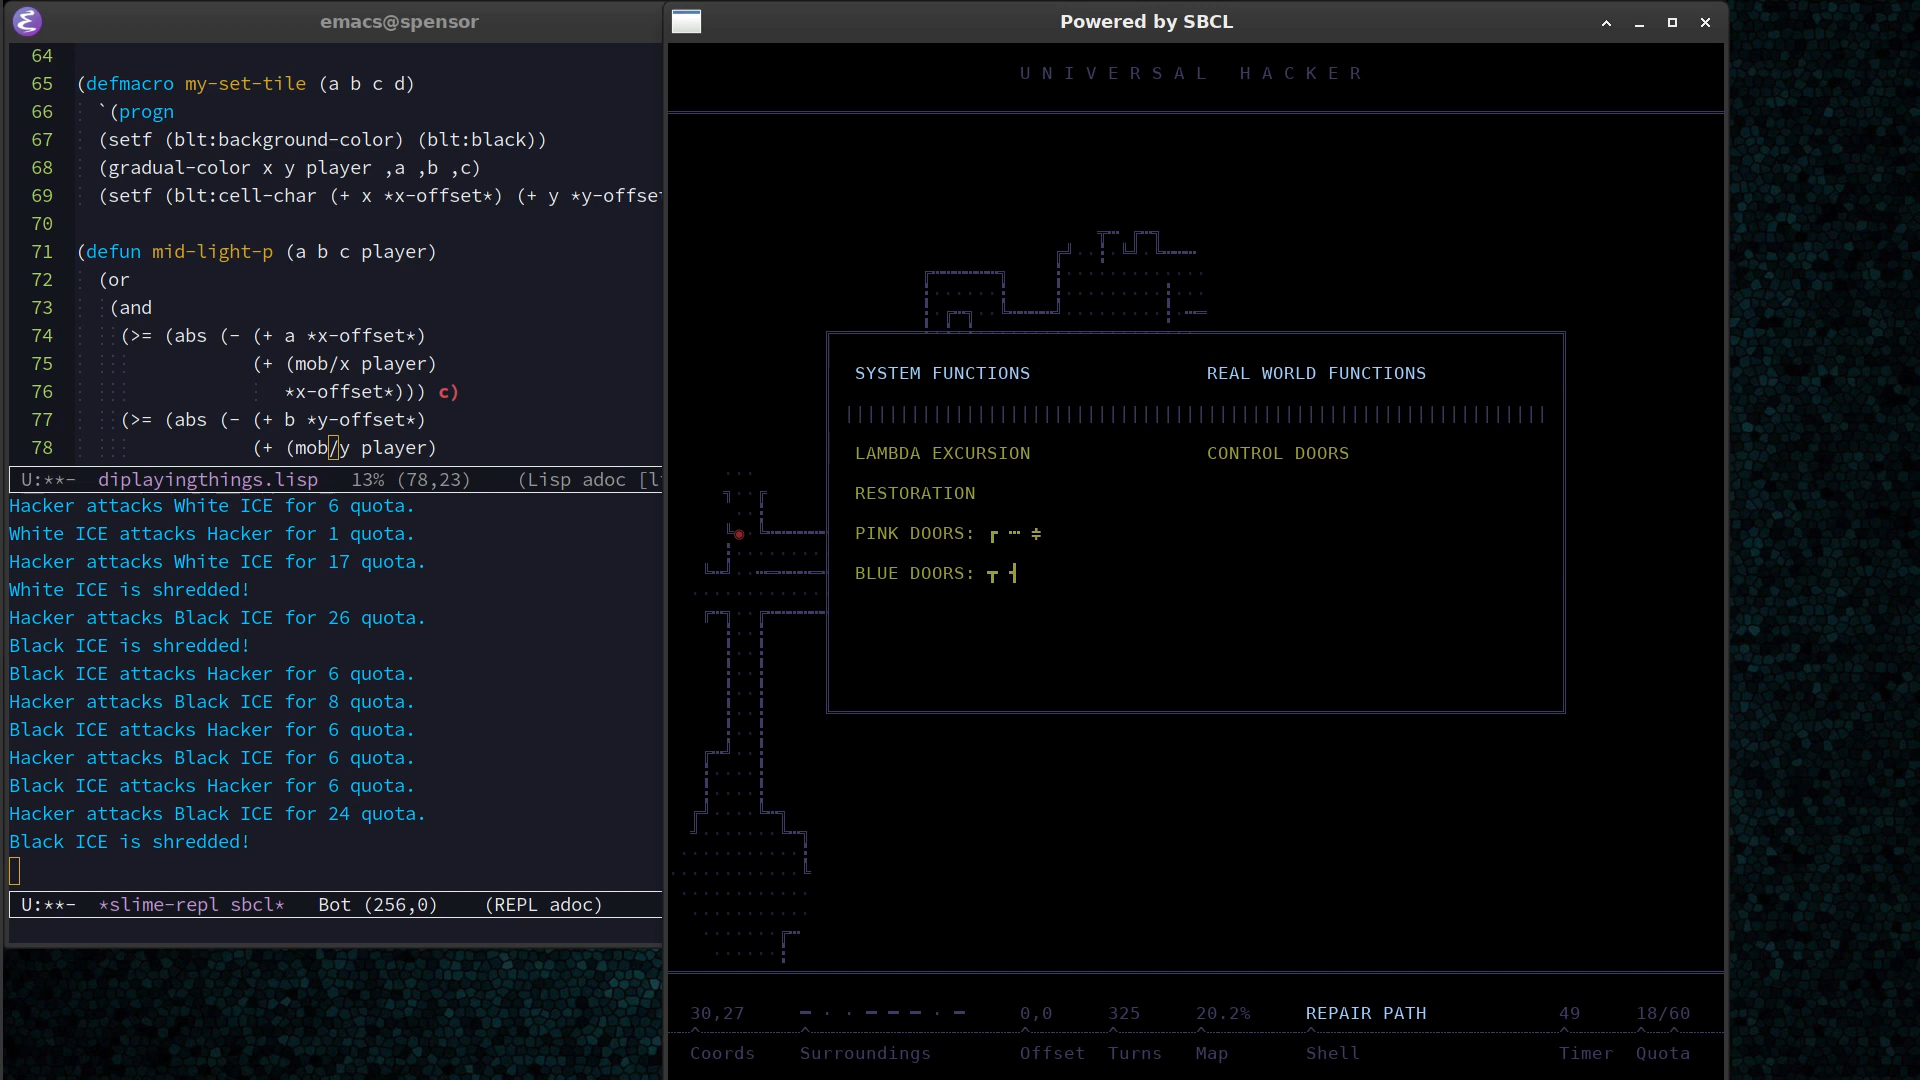 emacs@spensor
64
65 (defmacro my-set-tile (a b c d)
66 `(progn
67 (setf (blt:background-color) (blt:black))
68 (gradual-color x y player ,a ,b ,c)
69 (setf (blt:cell-char (+ x *x-offset*) (+ y *y-offse
70
71 (defun mid-light-p (a b c player)
72 (or
73 (and
74 (>= (abs (- (+ a *x-offset*)
75 (+ (mob/x player)
76 *x-offset*))) c)
77 (>= (abs (- (+ b *y-offset*)
78 (+ (mob/y player)
U:**- diplayingthings.lisp 13% (78,23) (Lisp adoc [l
Hacker attacks White ICE for 6 quota.
White ICE attacks Hacker for 1 quota.
Hacker attacks White ICE for 17 quota.
White ICE is shredded!
Hacker attacks Black ICE for 26 quota.
Black ICE is shredded!
Black ICE attacks Hacker for 6 quota.
Hacker attacks Black ICE for 8 quota.
Black ICE attacks Hacker for 6 quota.
Hacker attacks Black ICE for 6 quota.
Black ICE attacks Hacker for 6 quota.
Hacker attacks Black ICE for 24 quota.
Black ICE is shredded!
U:**- *slime-repl sbcl* Bot (256,0) (REPL adoc)
Powered by SBCL
UNIVERSAL HACKER
SYSTEM FUNCTIONS REAL WORLD FUNCTIONS
LAMBDA EXCURSION CONTROL DOORS
RESTORATION
PINK DOORS: ┏ ┅ ≑
BLUE DOORS: ┳ ┫
30,27 — · · — — — · — 0,0 325 20.2% REPAIR PATH 49 18/60
Coords Surroundings Offset Turns Map Shell Timer Quota